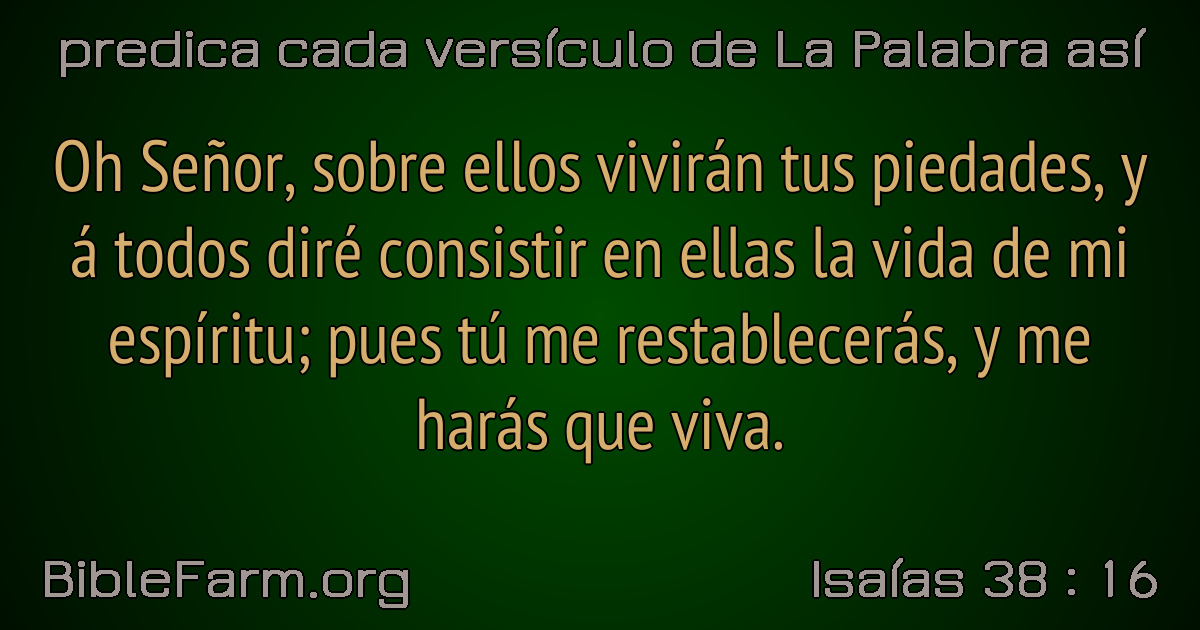 predica cada versículo de La Palabra así
Oh Señor, sobre ellos vivirán tus piedades, y
á todos diré consistir en ellas la vida de mi
espíritu; pues tú me restablecerás, y me
harás que viva.
BibleFarm.org
Isaías 38 : 16